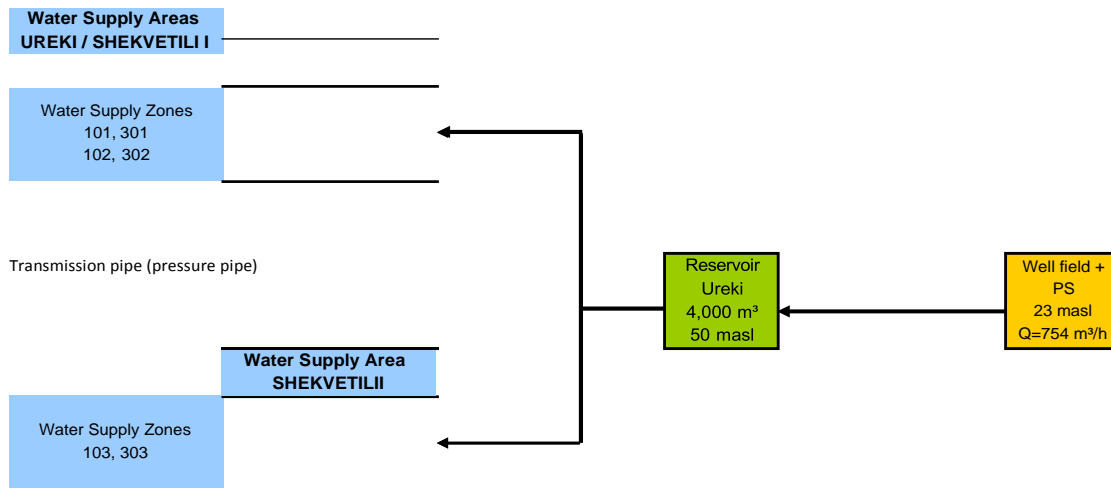 Water Supply Areas
UREKI / SHEKVETILI I
Water Supply Zones
101, 301
102, 302
Transmission pipe (pressure pipe)
Reservoir
Ureki
4,000 m³
50 masl
Well field +
PS
23 masl
Q=754 m³/h
Water Supply Area
SHEKVETILII
Water Supply Zones
103, 303